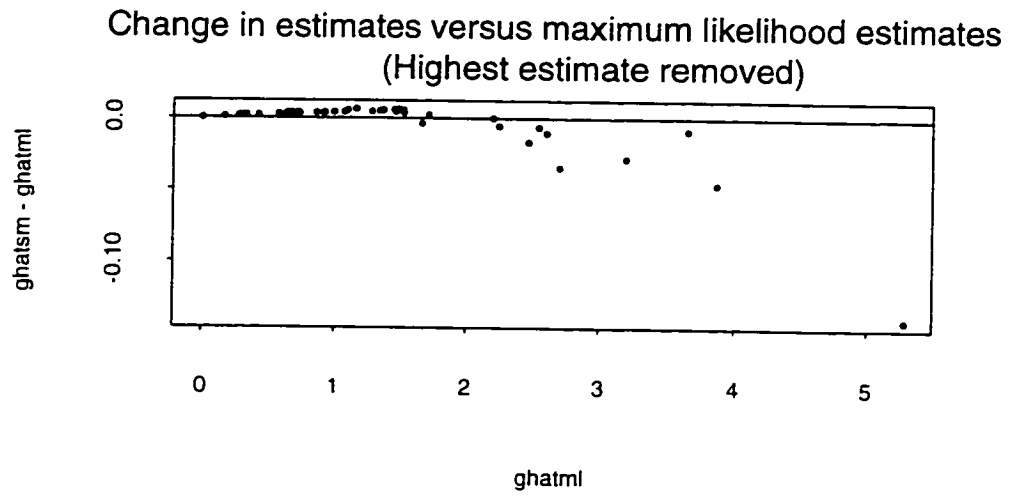 Change in estimates versus maximum likelihood estimates
(Highest estimate removed)
ghatsm - ghatml
0.0
-0.10
0 1 2 3 4 5
ghatml